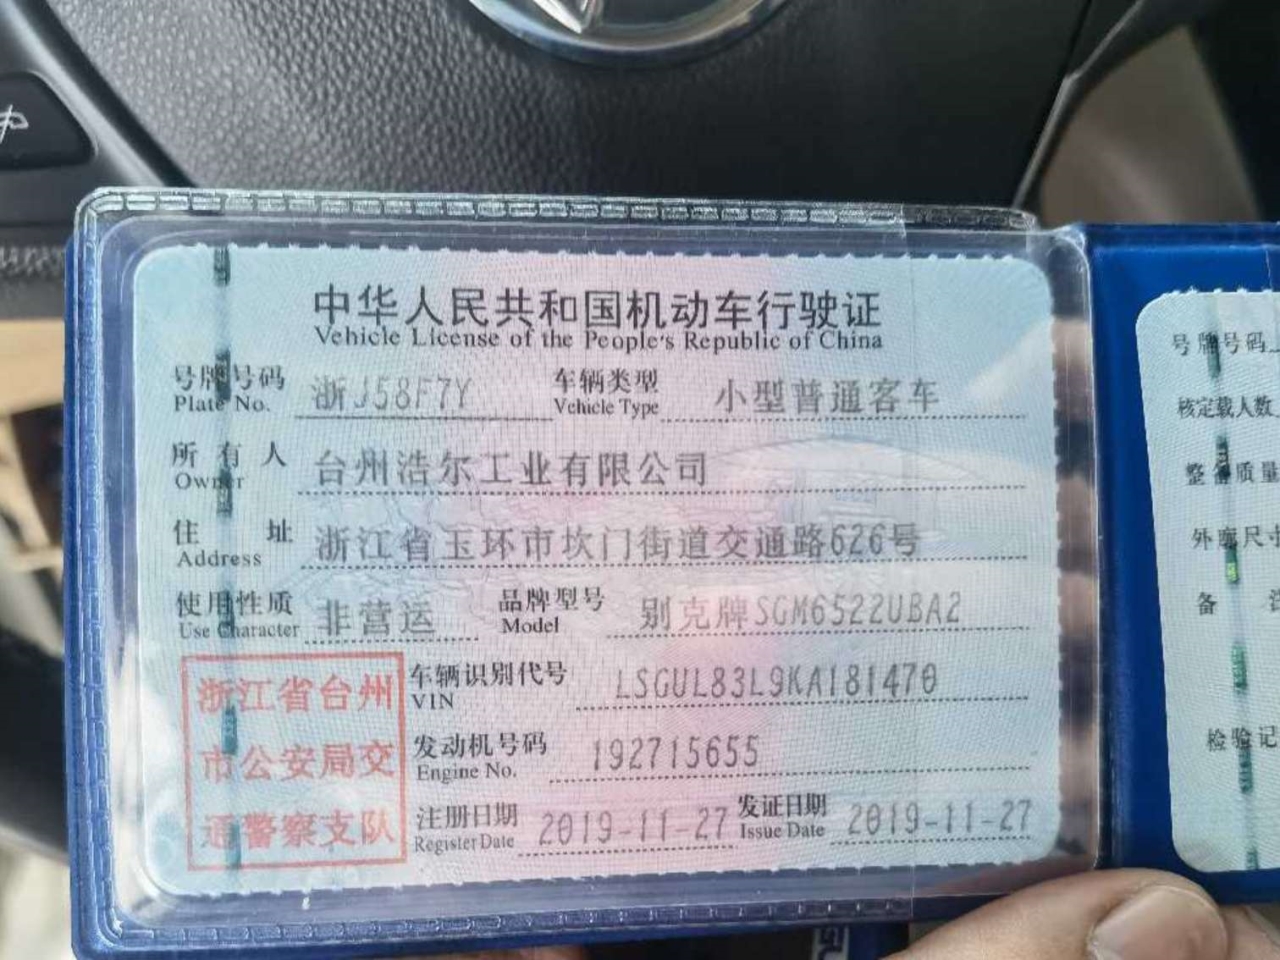 中华人民共和国机动车行驶证
Vehicle License of the People's Republic of China
号牌号码 浙J58F7Y 车辆类型 小型普通客车
Plate No. Vehicle Type
所有人 台州浩尔工业有限公司
Owner
住址 浙江省玉环市坎门街道交通路626号
Address
使用性质 非营运 品牌型号 别克牌SGM6522UBA2
Use Character Model
浙江省台州
市公安局交
通警察支队
车辆识别代号 LSGUL83L9KA181470
VIN
发动机号码 192715655
Engine No.
注册日期 2019-11-27 发证日期 2019-11-27
Register Date Issue Date
号牌号码
核定载人数
整备质量
外廓尺寸
备
检验记